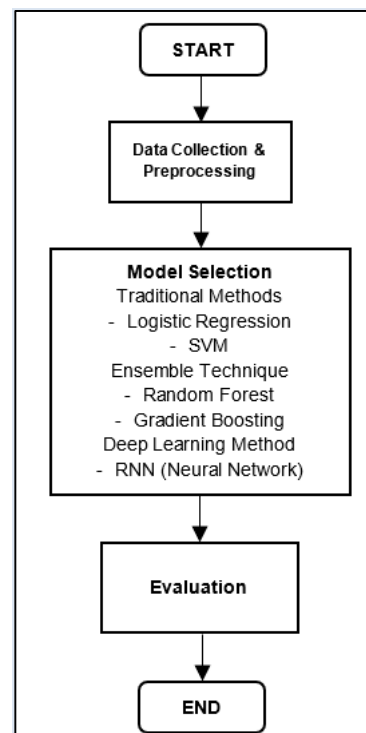 START
Data Collection &
Preprocessing
Model Selection
Traditional Methods
- Logistic Regression
- SVM
Ensemble Technique
- Random Forest
- Gradient Boosting
Deep Learning Method
- RNN (Neural Network)
Evaluation
END